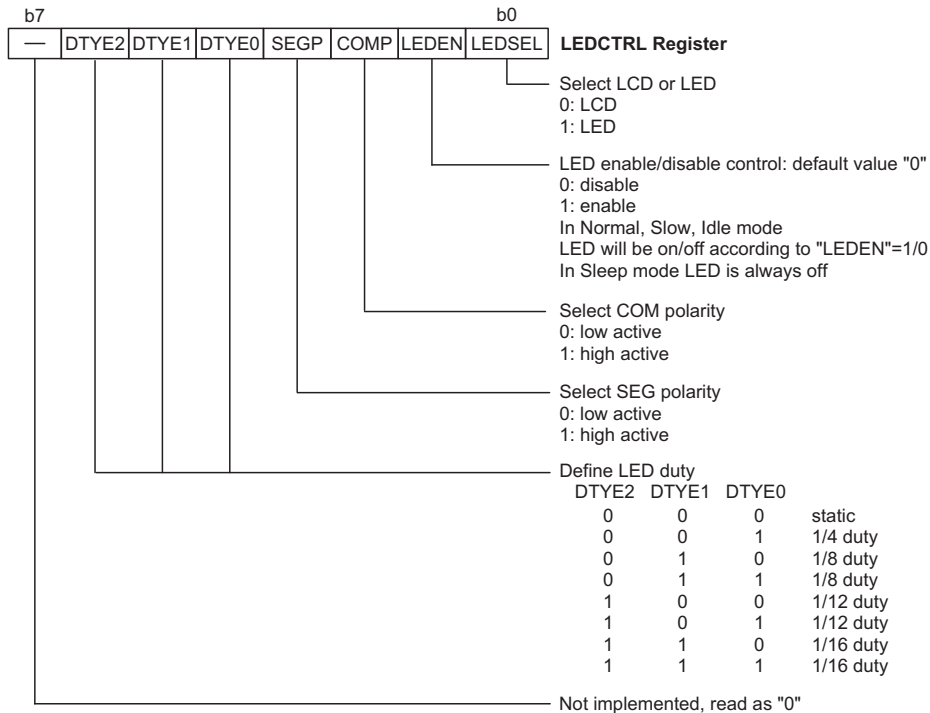 b7 b0
— DTYE2 DTYE1 DTYE0 SEGP COMP LEDEN LEDSEL LEDCTRL Register
Select LCD or LED
0: LCD
1: LED
LED enable/disable control: default value "0"
0: disable
1: enable
In Normal, Slow, Idle mode
LED will be on/off according to "LEDEN"=1/0
In Sleep mode LED is always off
Select COM polarity
0: low active
1: high active
Select SEG polarity
0: low active
1: high active
Define LED duty
DTYE2 DTYE1 DTYE0
0 0 0 static
0 0 1 1/4 duty
0 1 0 1/8 duty
0 1 1 1/8 duty
1 0 0 1/12 duty
1 0 1 1/12 duty
1 1 0 1/16 duty
1 1 1 1/16 duty
Not implemented, read as "0"